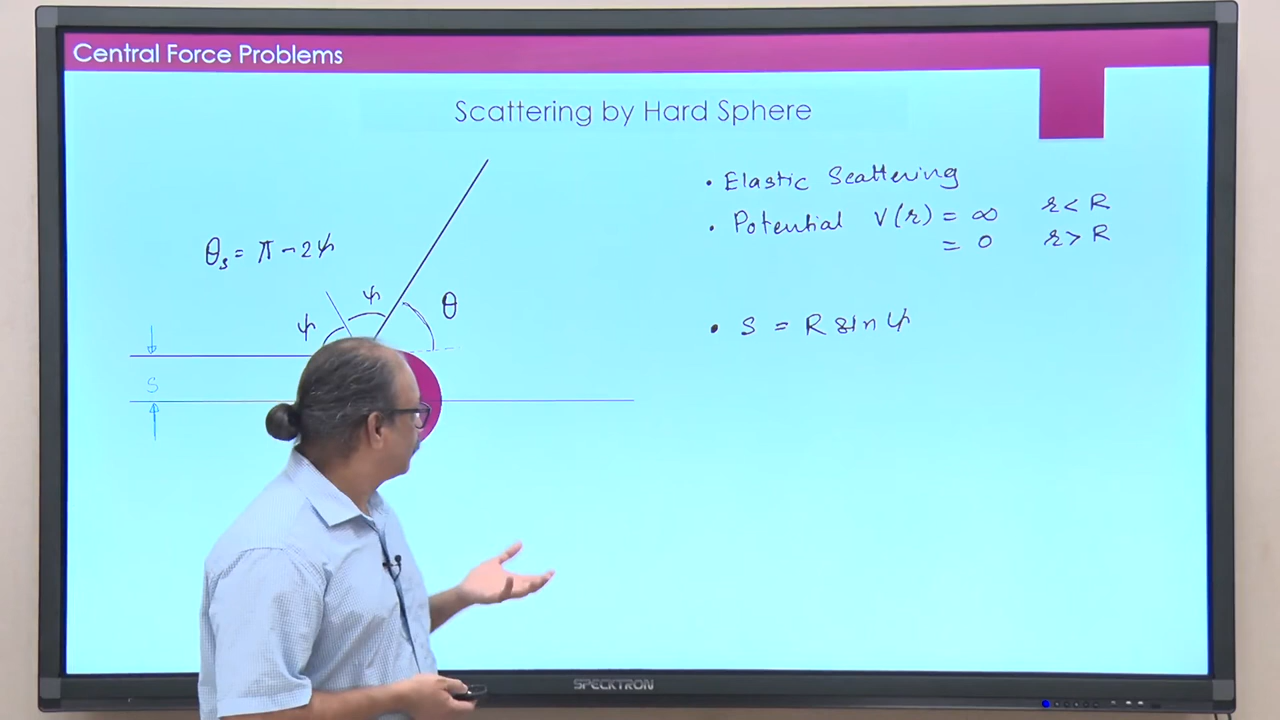 Central Force Problems
Scattering by Hard Sphere
• Elastic Scattering
• Potential V(r) = ∞ r < R
= 0 r > R
θs = π - 2ψ
ψ
ψ
θ
• S = R sin ψ
S
SPECKTRON